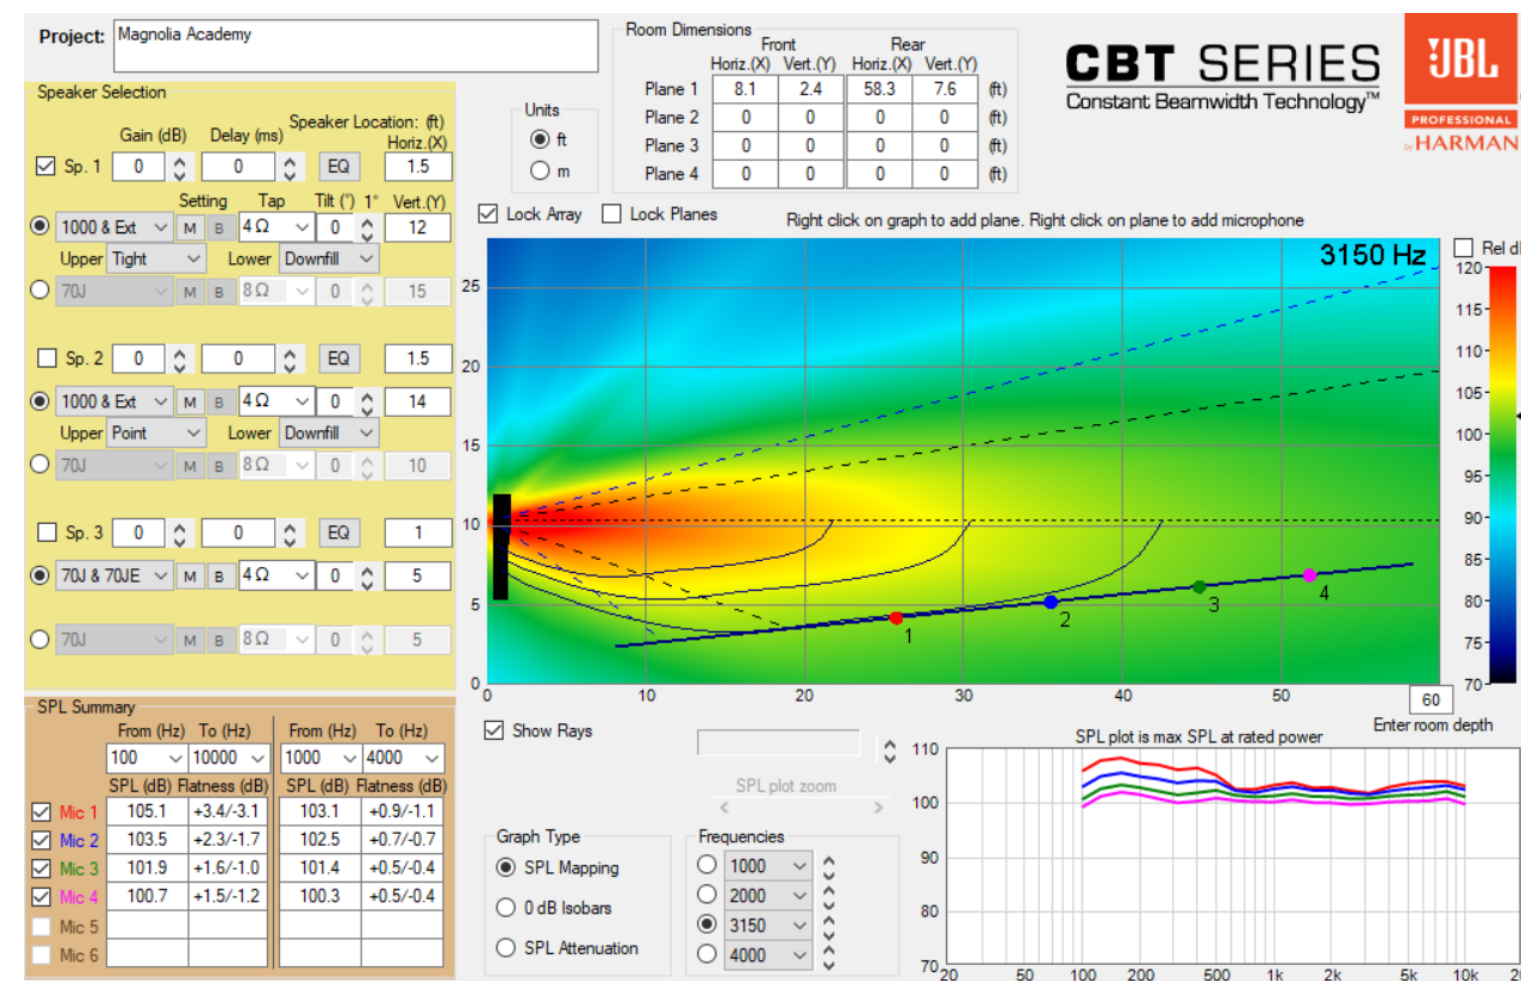 Project: Magnolia Academy
Room Dimensions
Front Rear
Horiz.(X) Vert.(Y) Horiz.(X) Vert.(Y)
Plane 1 8.1 2.4 58.3 7.6 (ft)
Plane 2 0 0 0 0 (ft)
Plane 3 0 0 0 0 (ft)
Plane 4 0 0 0 0 (ft)
Units
ft
m
CBT SERIES
Constant Beamwidth Technology™
JBL
PROFESSIONAL
by HARMAN
Speaker Selection
Gain (dB) Delay (ms) Speaker Location: (ft)
Horiz.(X)
Sp. 1 0 0 EQ 1.5
Setting Tap Tilt (°) 1° Vert.(Y)
1000 & Ext M B 4 Ω 0 12
Upper Tight Lower Downfill
70J M B 8 Ω 0 15
Sp. 2 0 0 EQ 1.5
1000 & Ext M B 4 Ω 0 14
Upper Point Lower Downfill
70J M B 8 Ω 0 10
Sp. 3 0 0 EQ 1
70J & 70JE M B 4 Ω 0 5
70J M B 8 Ω 0 5
Lock Array Lock Planes Right click on graph to add plane. Right click on plane to add microphone
3150 Hz
Rel d
25
20
15
10
5
0
0 10 20 30 40 50 60
1 2 3 4
120
115
110
105
100
95
90
85
80
75
70
Enter room depth
SPL Summary
From (Hz) To (Hz) From (Hz) To (Hz)
100 10000 1000 4000
SPL (dB) Flatness (dB) SPL (dB) Flatness (dB)
Mic 1 105.1 +3.4/-3.1 103.1 +0.9/-1.1
Mic 2 103.5 +2.3/-1.7 102.5 +0.7/-0.7
Mic 3 101.9 +1.6/-1.0 101.4 +0.5/-0.4
Mic 4 100.7 +1.5/-1.2 100.3 +0.5/-0.4
Mic 5
Mic 6
Show Rays
SPL plot zoom
Graph Type
SPL Mapping
0 dB Isobars
SPL Attenuation
Frequencies
1000
2000
3150
4000
SPL plot is max SPL at rated power
110
100
90
80
70
20 50 100 200 500 1k 2k 5k 10k 2